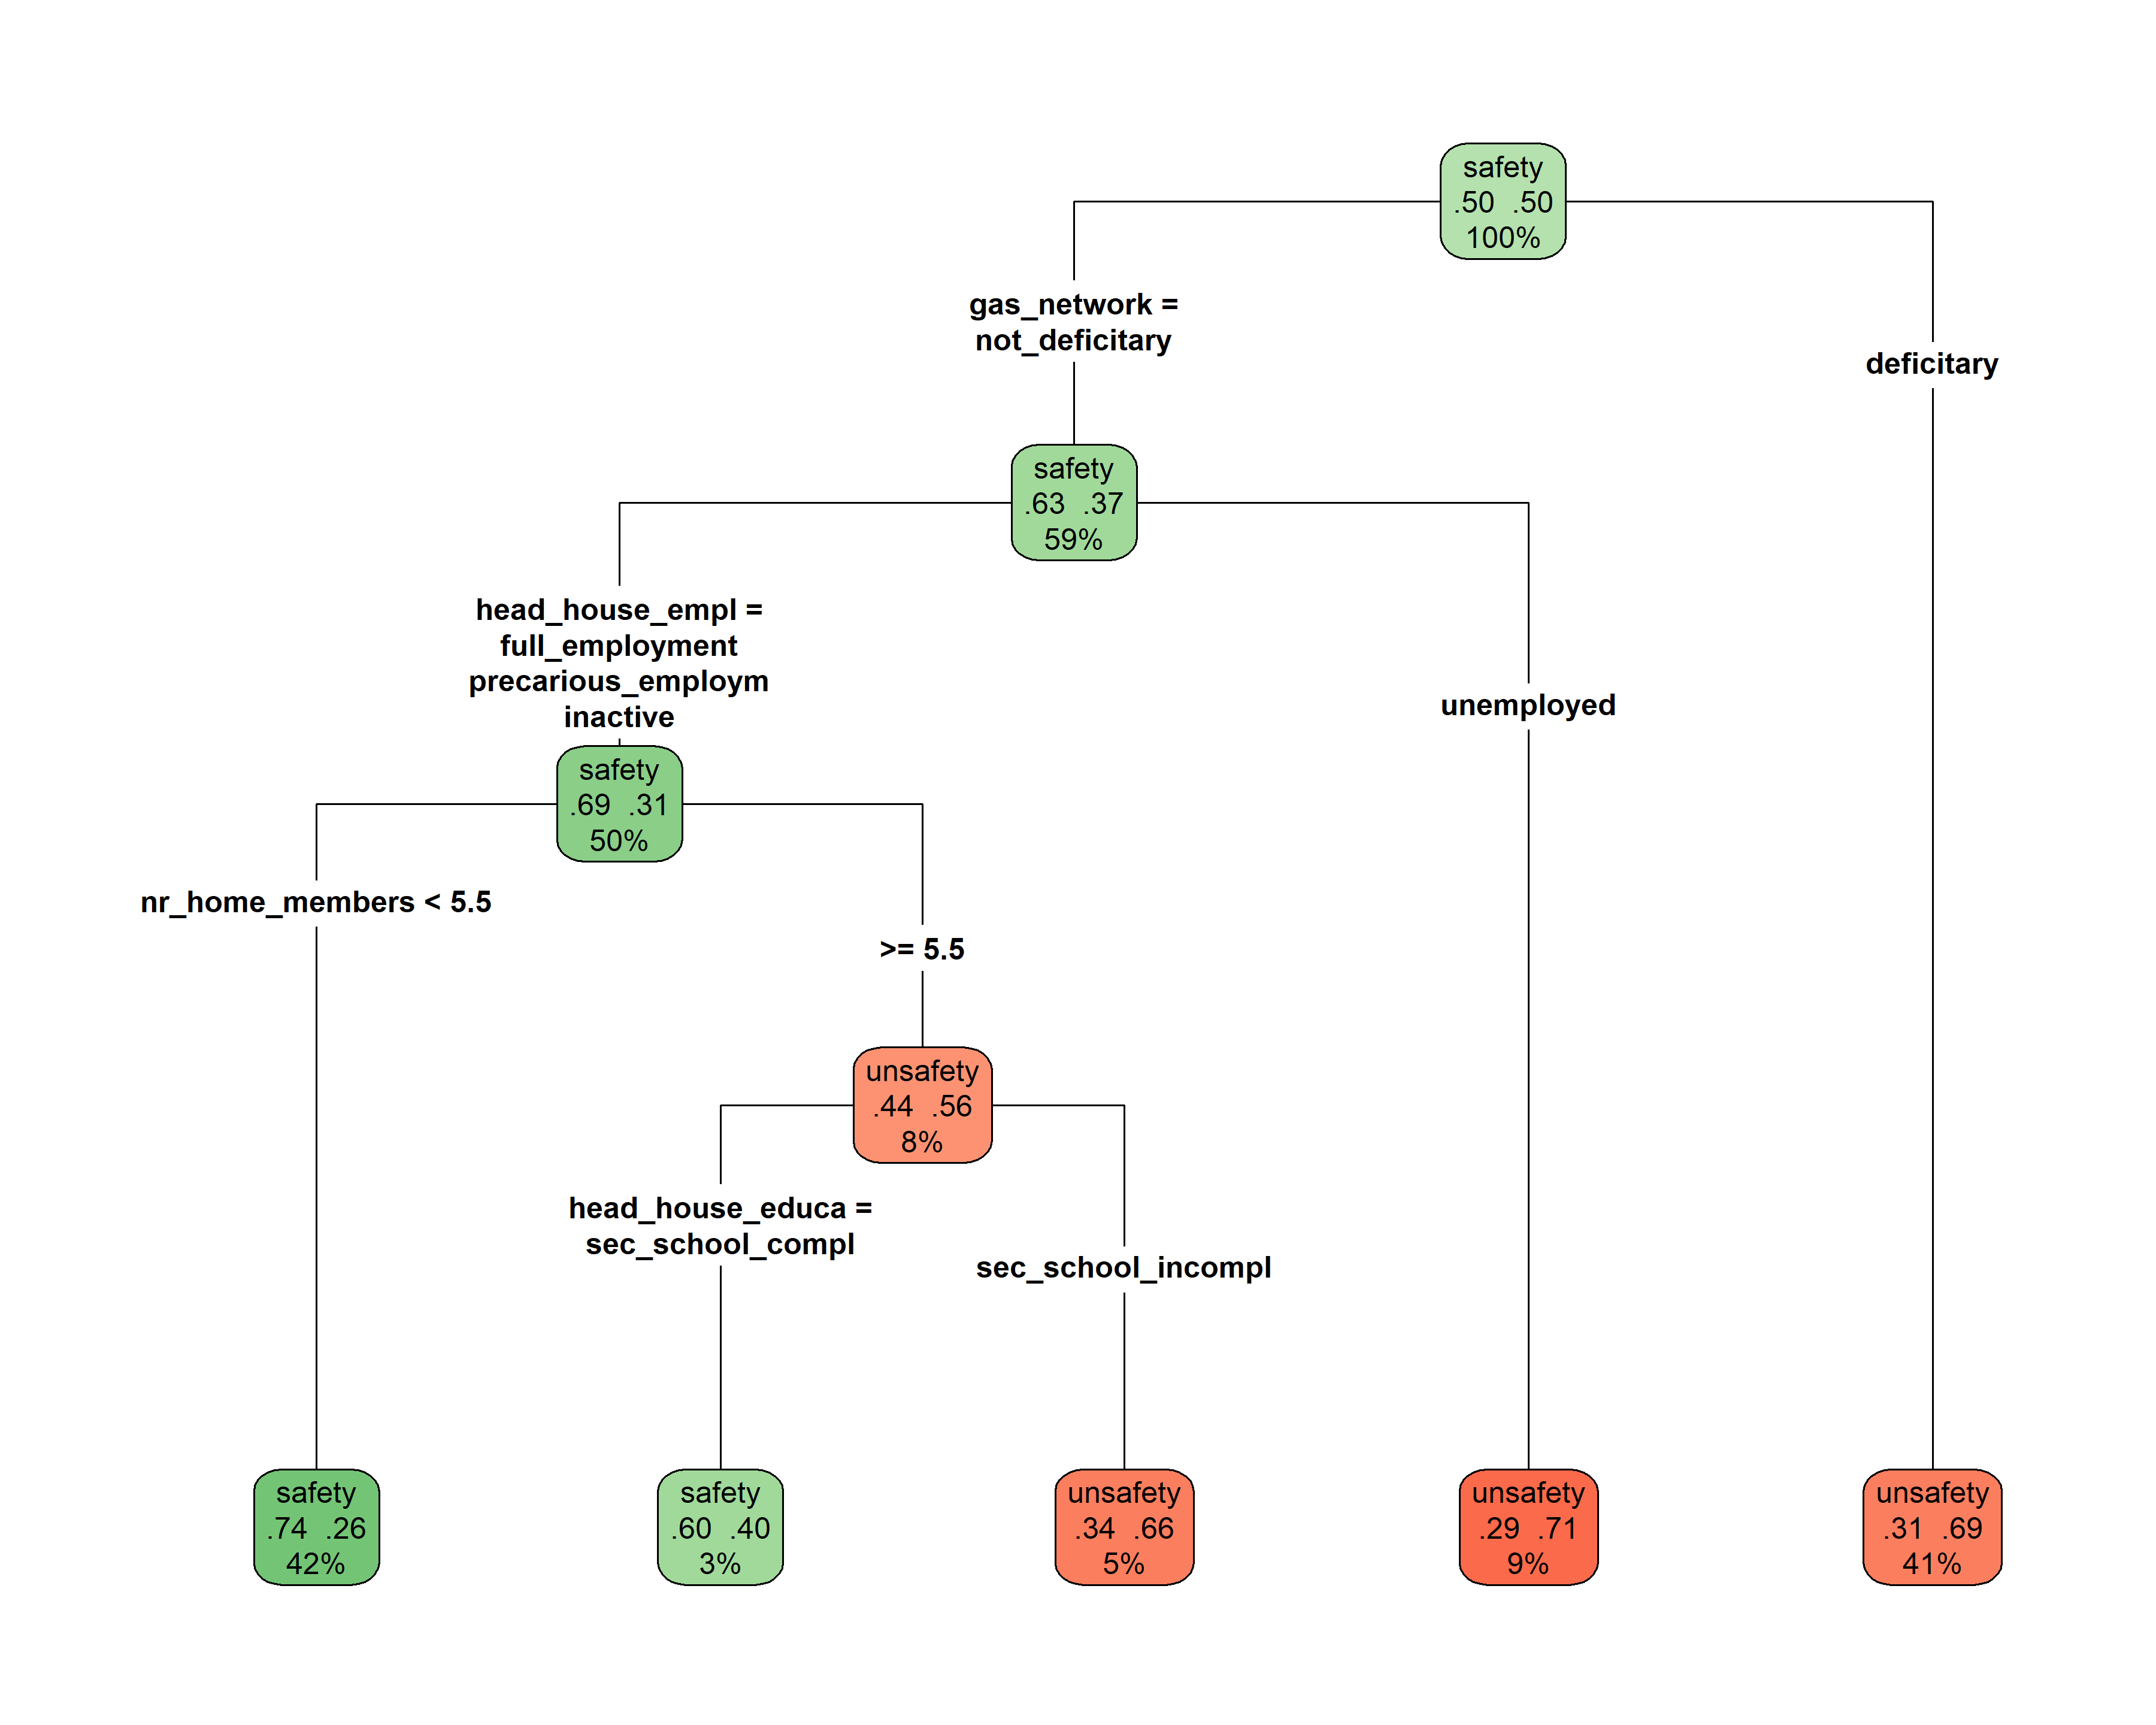 safety
.50 .50
100%
gas_network =
not_deficitary
deficitary
safety
.63 .37
59%
head_house_empl =
full_employment
precarious_employm
inactive
unemployed
safety
.69 .31
50%
nr_home_members < 5.5
>= 5.5
unsafety
.44 .56
8%
head_house_educa =
sec_school_compl
sec_school_incompl
safety
.74 .26
42%
safety
.60 .40
3%
unsafety
.34 .66
5%
unsafety
.29 .71
9%
unsafety
.31 .69
41%